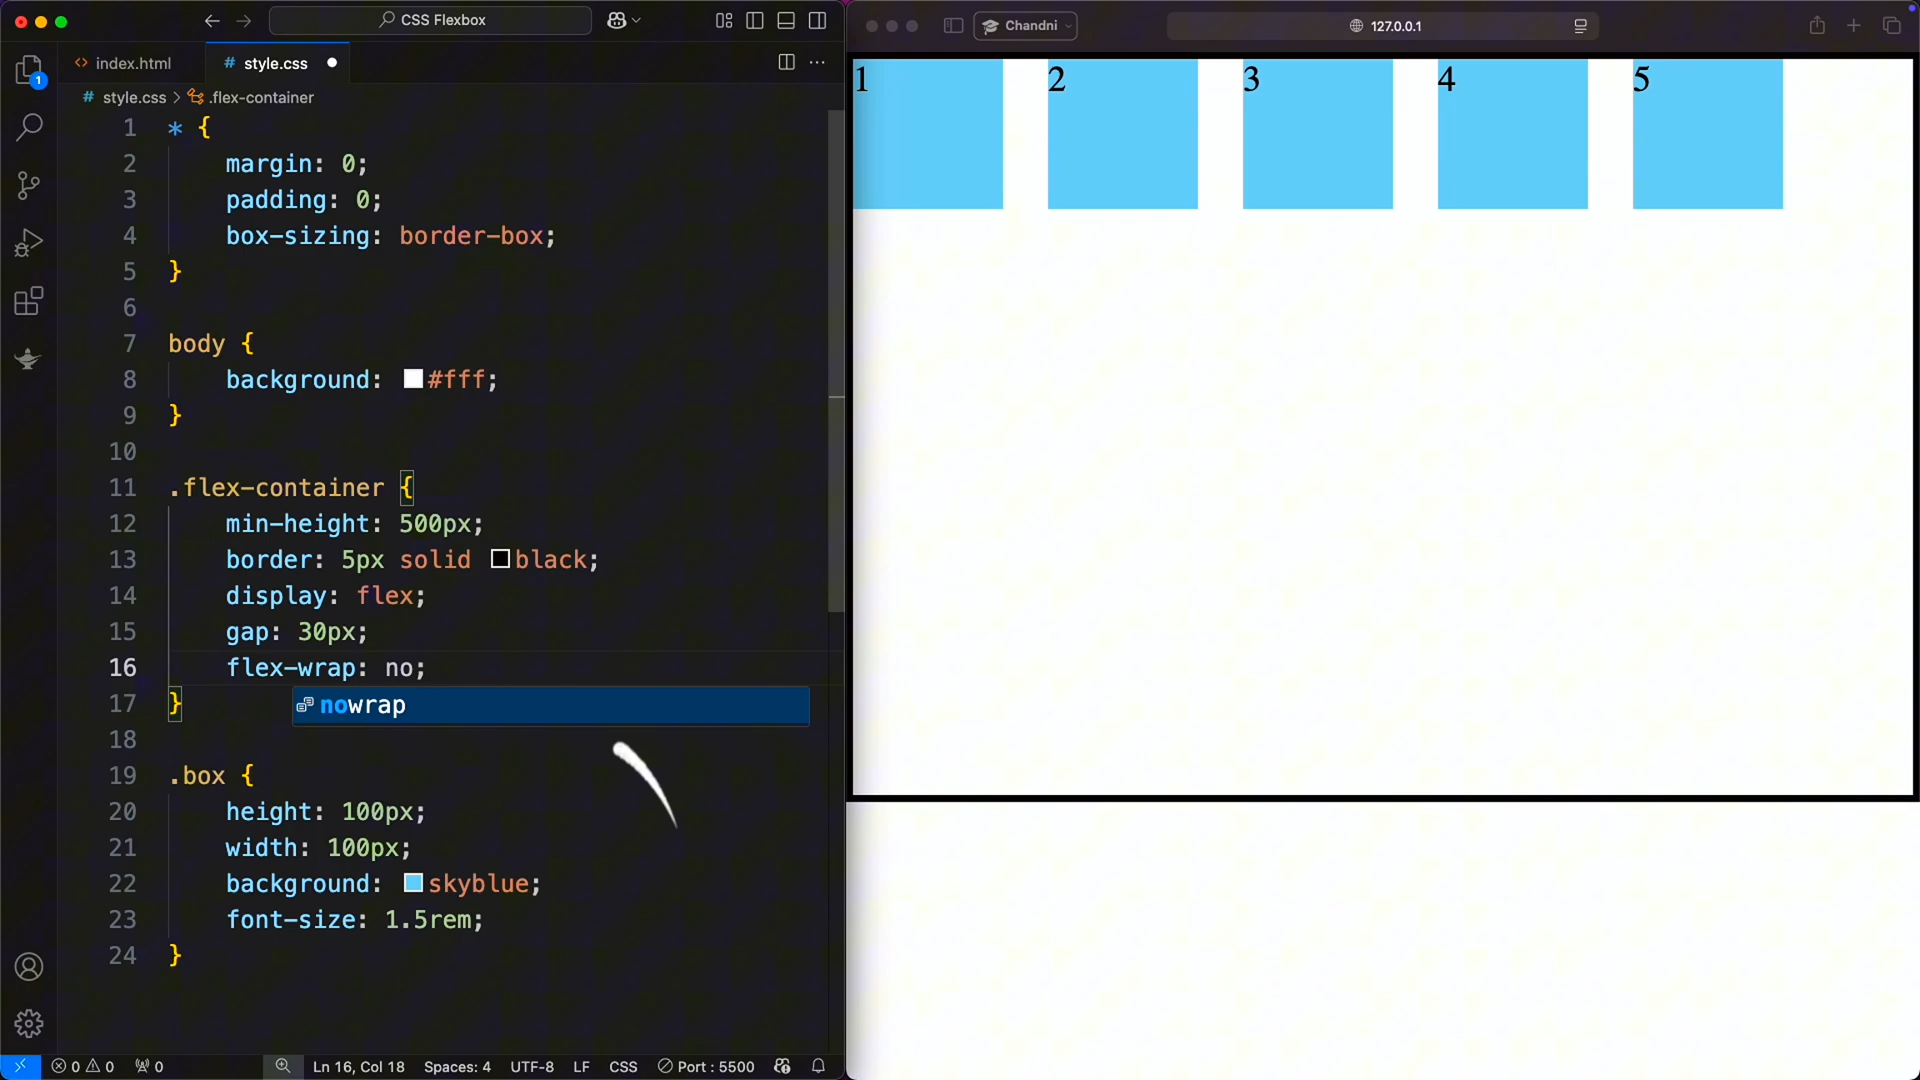 CSS Flexbox
index.html
# style.css
# style.css > .flex-container
1 * {
2 margin: 0;
3 padding: 0;
4 box-sizing: border-box;
5 }
6
7 body {
8 background: #fff;
9 }
10
11 .flex-container {
12 min-height: 500px;
13 border: 5px solid black;
14 display: flex;
15 gap: 30px;
16 flex-wrap: no;
17 }
nowrap
18
19 .box {
20 height: 100px;
21 width: 100px;
22 background: skyblue;
23 font-size: 1.5rem;
24 }
1
0 0 0 Ln 16, Col 18 Spaces: 4 UTF-8 LF CSS Port : 5500
Chandni 127.0.0.1
1 2 3 4 5